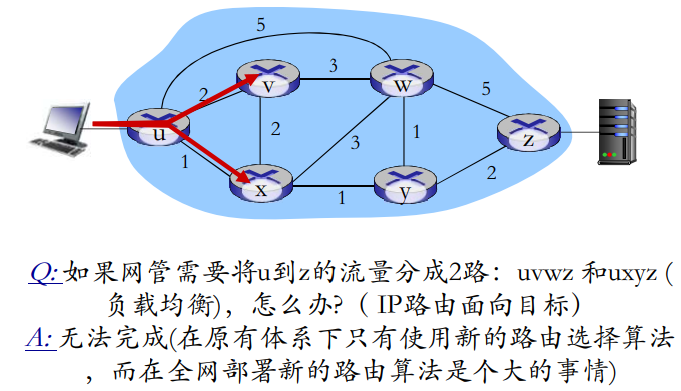 5
v
3
w
2
5
u
2
3
1
z
1
x
1
y
2
Q: 如果网管需要将u到z的流量分成2路：uvwz 和uxyz (
负载均衡)，怎么办?（ IP路由面向目标）
A: 无法完成(在原有体系下只有使用新的路由选择算法
，而在全网部署新的路由算法是个大的事情)